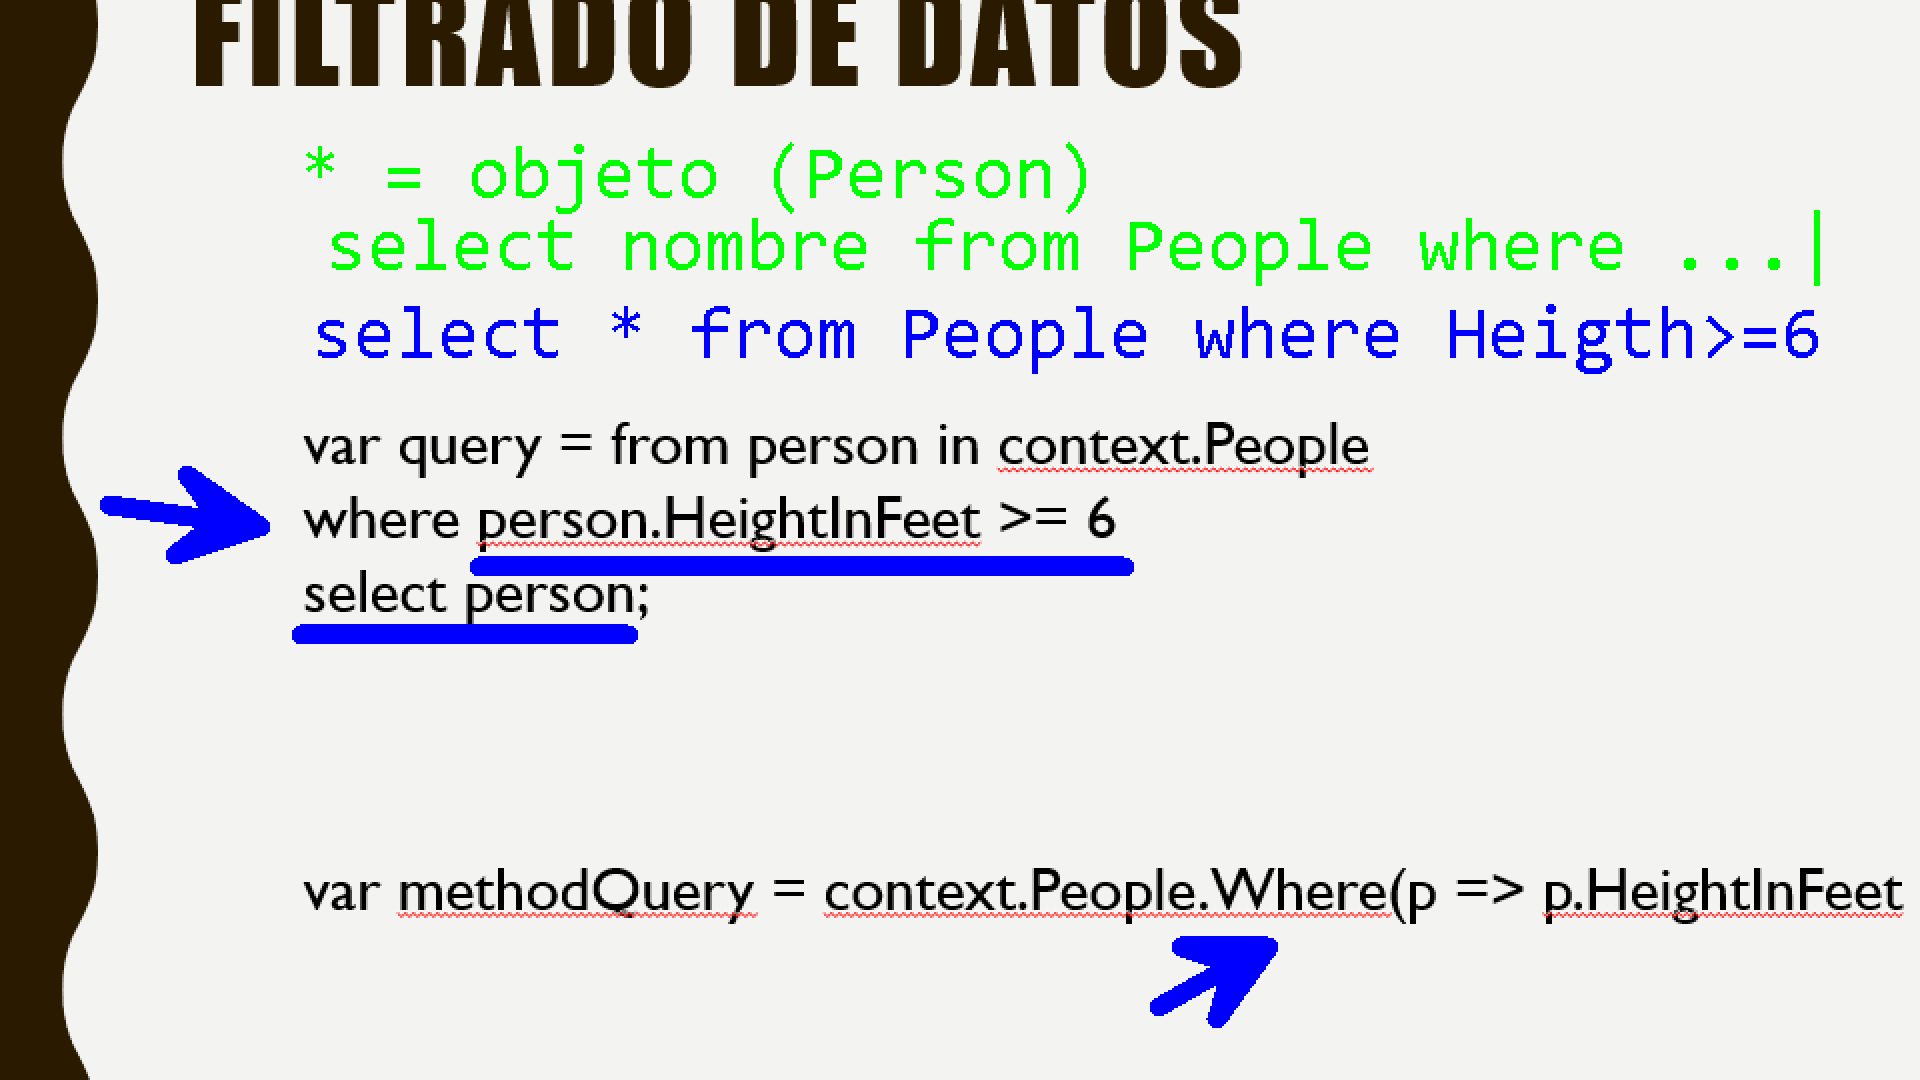 FILTRADO DE DATOS
* = objeto (Person)
select nombre from People where ...|
select * from People where Heigth>=6
var query = from person in context.People
where person.HeightInFeet >= 6
select person;
var methodQuery = context.People.Where(p => p.HeightInFeet